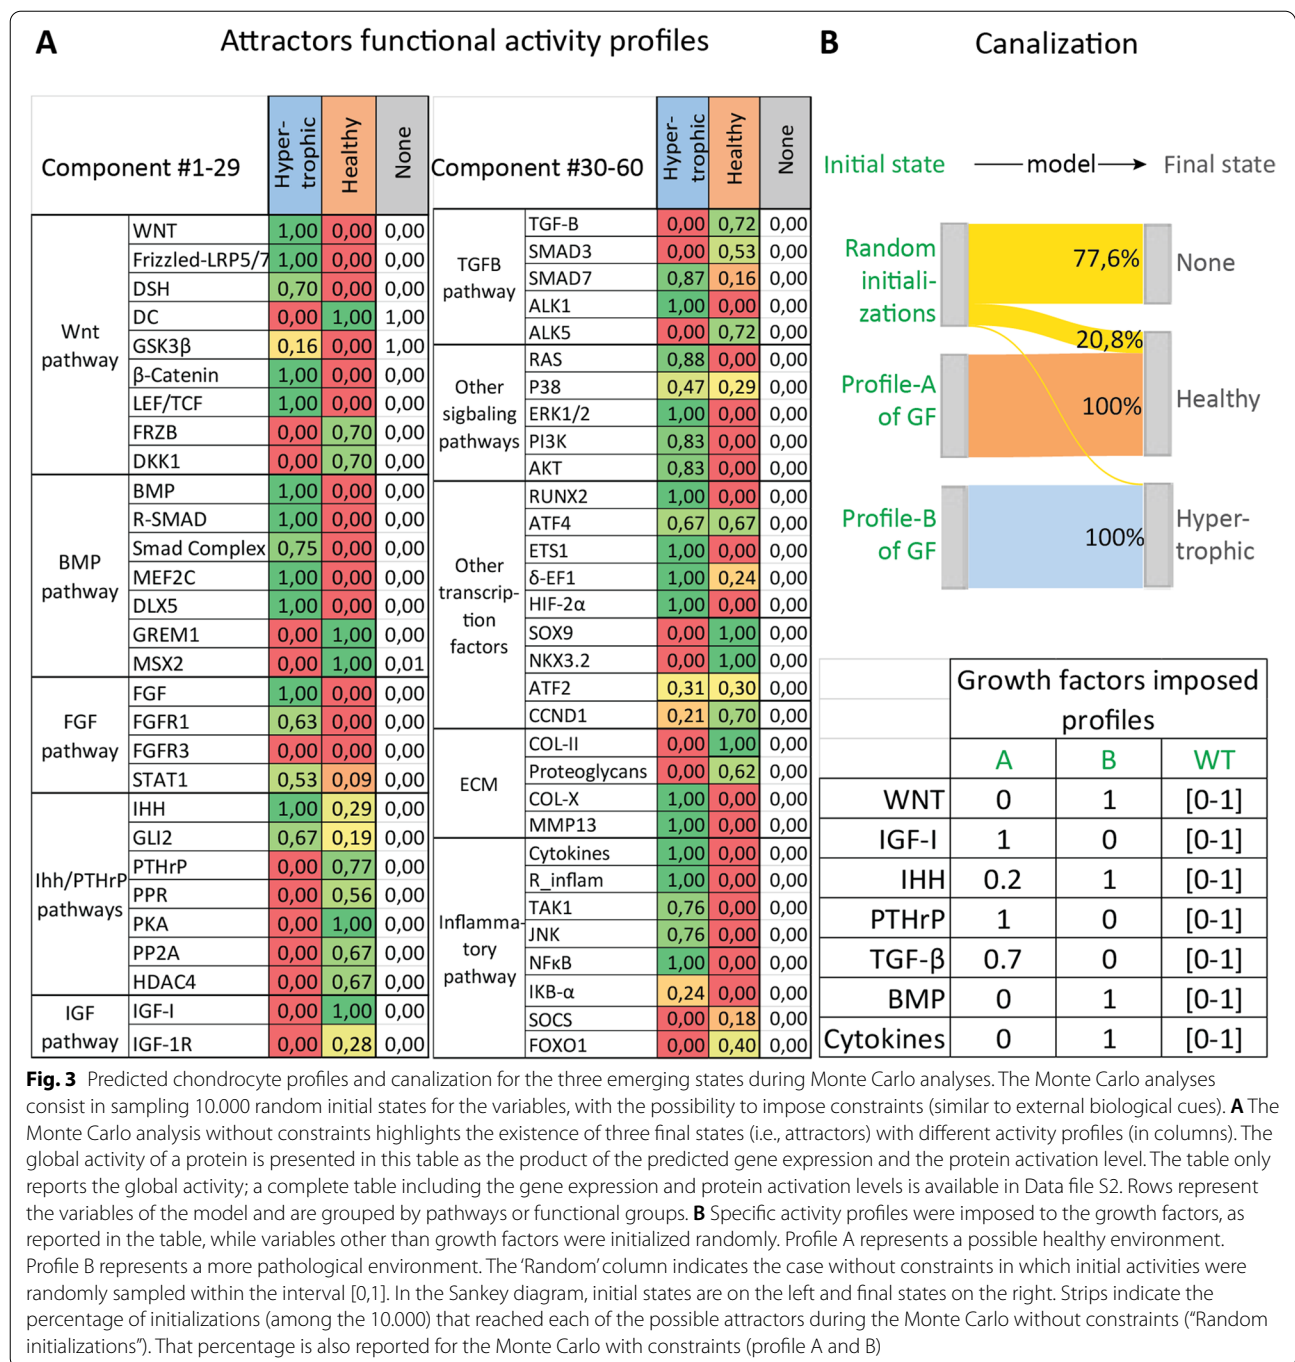 A Attractors functional activity profiles
Component #1-29 Hyper-trophic Healthy None
Wnt pathway
WNT 1,00 0,00 0,00
Frizzled-LRP5/7 1,00 0,00 0,00
DSH 0,70 0,00 0,00
DC 0,00 1,00 1,00
GSK3β 0,16 0,00 1,00
β-Catenin 1,00 0,00 0,00
LEF/TCF 1,00 0,00 0,00
FRZB 0,00 0,70 0,00
DKK1 0,00 0,70 0,00
BMP pathway
BMP 1,00 0,00 0,00
R-SMAD 1,00 0,00 0,00
Smad Complex 0,75 0,00 0,00
MEF2C 1,00 0,00 0,00
DLX5 1,00 0,00 0,00
GREM1 0,00 1,00 0,00
MSX2 0,00 1,00 0,01
FGF pathway
FGF 1,00 0,00 0,00
FGFR1 0,63 0,00 0,00
FGFR3 0,00 0,00 0,00
STAT1 0,53 0,09 0,00
Ihh/PTHrP pathways
IHH 1,00 0,29 0,00
GLI2 0,67 0,19 0,00
PTHrP 0,00 0,77 0,00
PPR 0,00 0,56 0,00
PKA 0,00 1,00 0,00
PP2A 0,00 0,67 0,00
HDAC4 0,00 0,67 0,00
IGF pathway
IGF-I 0,00 1,00 0,00
IGF-1R 0,00 0,28 0,00
Component #30-60 Hyper-trophic Healthy None
TGFB pathway
TGF-B 0,00 0,72 0,00
SMAD3 0,00 0,53 0,00
SMAD7 0,87 0,16 0,00
ALK1 1,00 0,00 0,00
ALK5 0,00 0,72 0,00
Other sigbaling pathways
RAS 0,88 0,00 0,00
P38 0,47 0,29 0,00
ERK1/2 1,00 0,00 0,00
PI3K 0,83 0,00 0,00
AKT 0,83 0,00 0,00
Other transcrip-tion factors
RUNX2 1,00 0,00 0,00
ATF4 0,67 0,67 0,00
ETS1 1,00 0,00 0,00
δ-EF1 1,00 0,24 0,00
HIF-2α 1,00 0,00 0,00
SOX9 0,00 1,00 0,00
NKX3.2 0,00 1,00 0,00
ATF2 0,31 0,30 0,00
CCND1 0,21 0,70 0,00
ECM
COL-II 0,00 1,00 0,00
Proteoglycans 0,00 0,62 0,00
COL-X 1,00 0,00 0,00
MMP13 1,00 0,00 0,00
Inflamma-tory pathway
Cytokines 1,00 0,00 0,00
R_inflam 1,00 0,00 0,00
TAK1 0,76 0,00 0,00
JNK 0,76 0,00 0,00
NFκB 1,00 0,00 0,00
IKB-α 0,24 0,00 0,00
SOCS 0,00 0,18 0,00
FOXO1 0,00 0,40 0,00
B Canalization
Initial state model Final state
Random initiali-zations
Profile-A of GF
Profile-B of GF
77,6%
20,8%
100%
100%
None
Healthy
Hyper-trophic
Growth factors imposed
profiles
A B WT
WNT 0 1 [0-1]
IGF-I 1 0 [0-1]
IHH 0.2 1 [0-1]
PTHrP 1 0 [0-1]
TGF-β 0.7 0 [0-1]
BMP 0 1 [0-1]
Cytokines 0 1 [0-1]
Fig. 3 Predicted chondrocyte profiles and canalization for the three emerging states during Monte Carlo analyses. The Monte Carlo analyses
consist in sampling 10.000 random initial states for the variables, with the possibility to impose constraints (similar to external biological cues). A The
Monte Carlo analysis without constraints highlights the existence of three final states (i.e., attractors) with different activity profiles (in columns). The
global activity of a protein is presented in this table as the product of the predicted gene expression and the protein activation level. The table only
reports the global activity; a complete table including the gene expression and protein activation levels is available in Data file S2. Rows represent
the variables of the model and are grouped by pathways or functional groups. B Specific activity profiles were imposed to the growth factors, as
reported in the table, while variables other than growth factors were initialized randomly. Profile A represents a possible healthy environment.
Profile B represents a more pathological environment. The 'Random' column indicates the case without constraints in which initial activities were
randomly sampled within the interval [0,1]. In the Sankey diagram, initial states are on the left and final states on the right. Strips indicate the
percentage of initializations (among the 10.000) that reached each of the possible attractors during the Monte Carlo without constraints ("Random
initializations"). That percentage is also reported for the Monte Carlo with constraints (profile A and B)